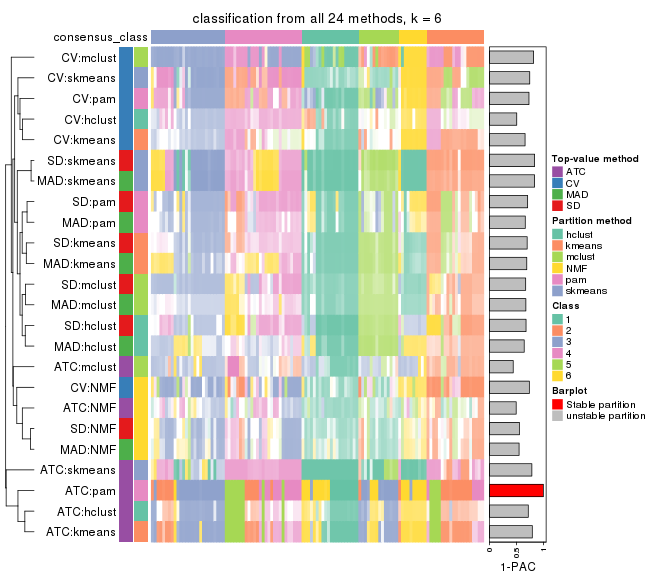 classification from all 24 methods, k = 6
consensus_class
CV:mclust
CV:skmeans
CV:pam
CV:hclust
CV:kmeans
SD:skmeans
MAD:skmeans
SD:pam
MAD:pam
SD:kmeans
MAD:kmeans
SD:mclust
MAD:mclust
SD:hclust
MAD:hclust
ATC:mclust
CV:NMF
ATC:NMF
SD:NMF
MAD:NMF
ATC:skmeans
ATC:pam
ATC:hclust
ATC:kmeans
0 0.5 1
1-PAC
Top-value method
ATC
CV
MAD
SD
Partition method
hclust
kmeans
mclust
NMF
pam
skmeans
Class
1
2
3
4
5
6
Barplot
Stable partition
unstable partition